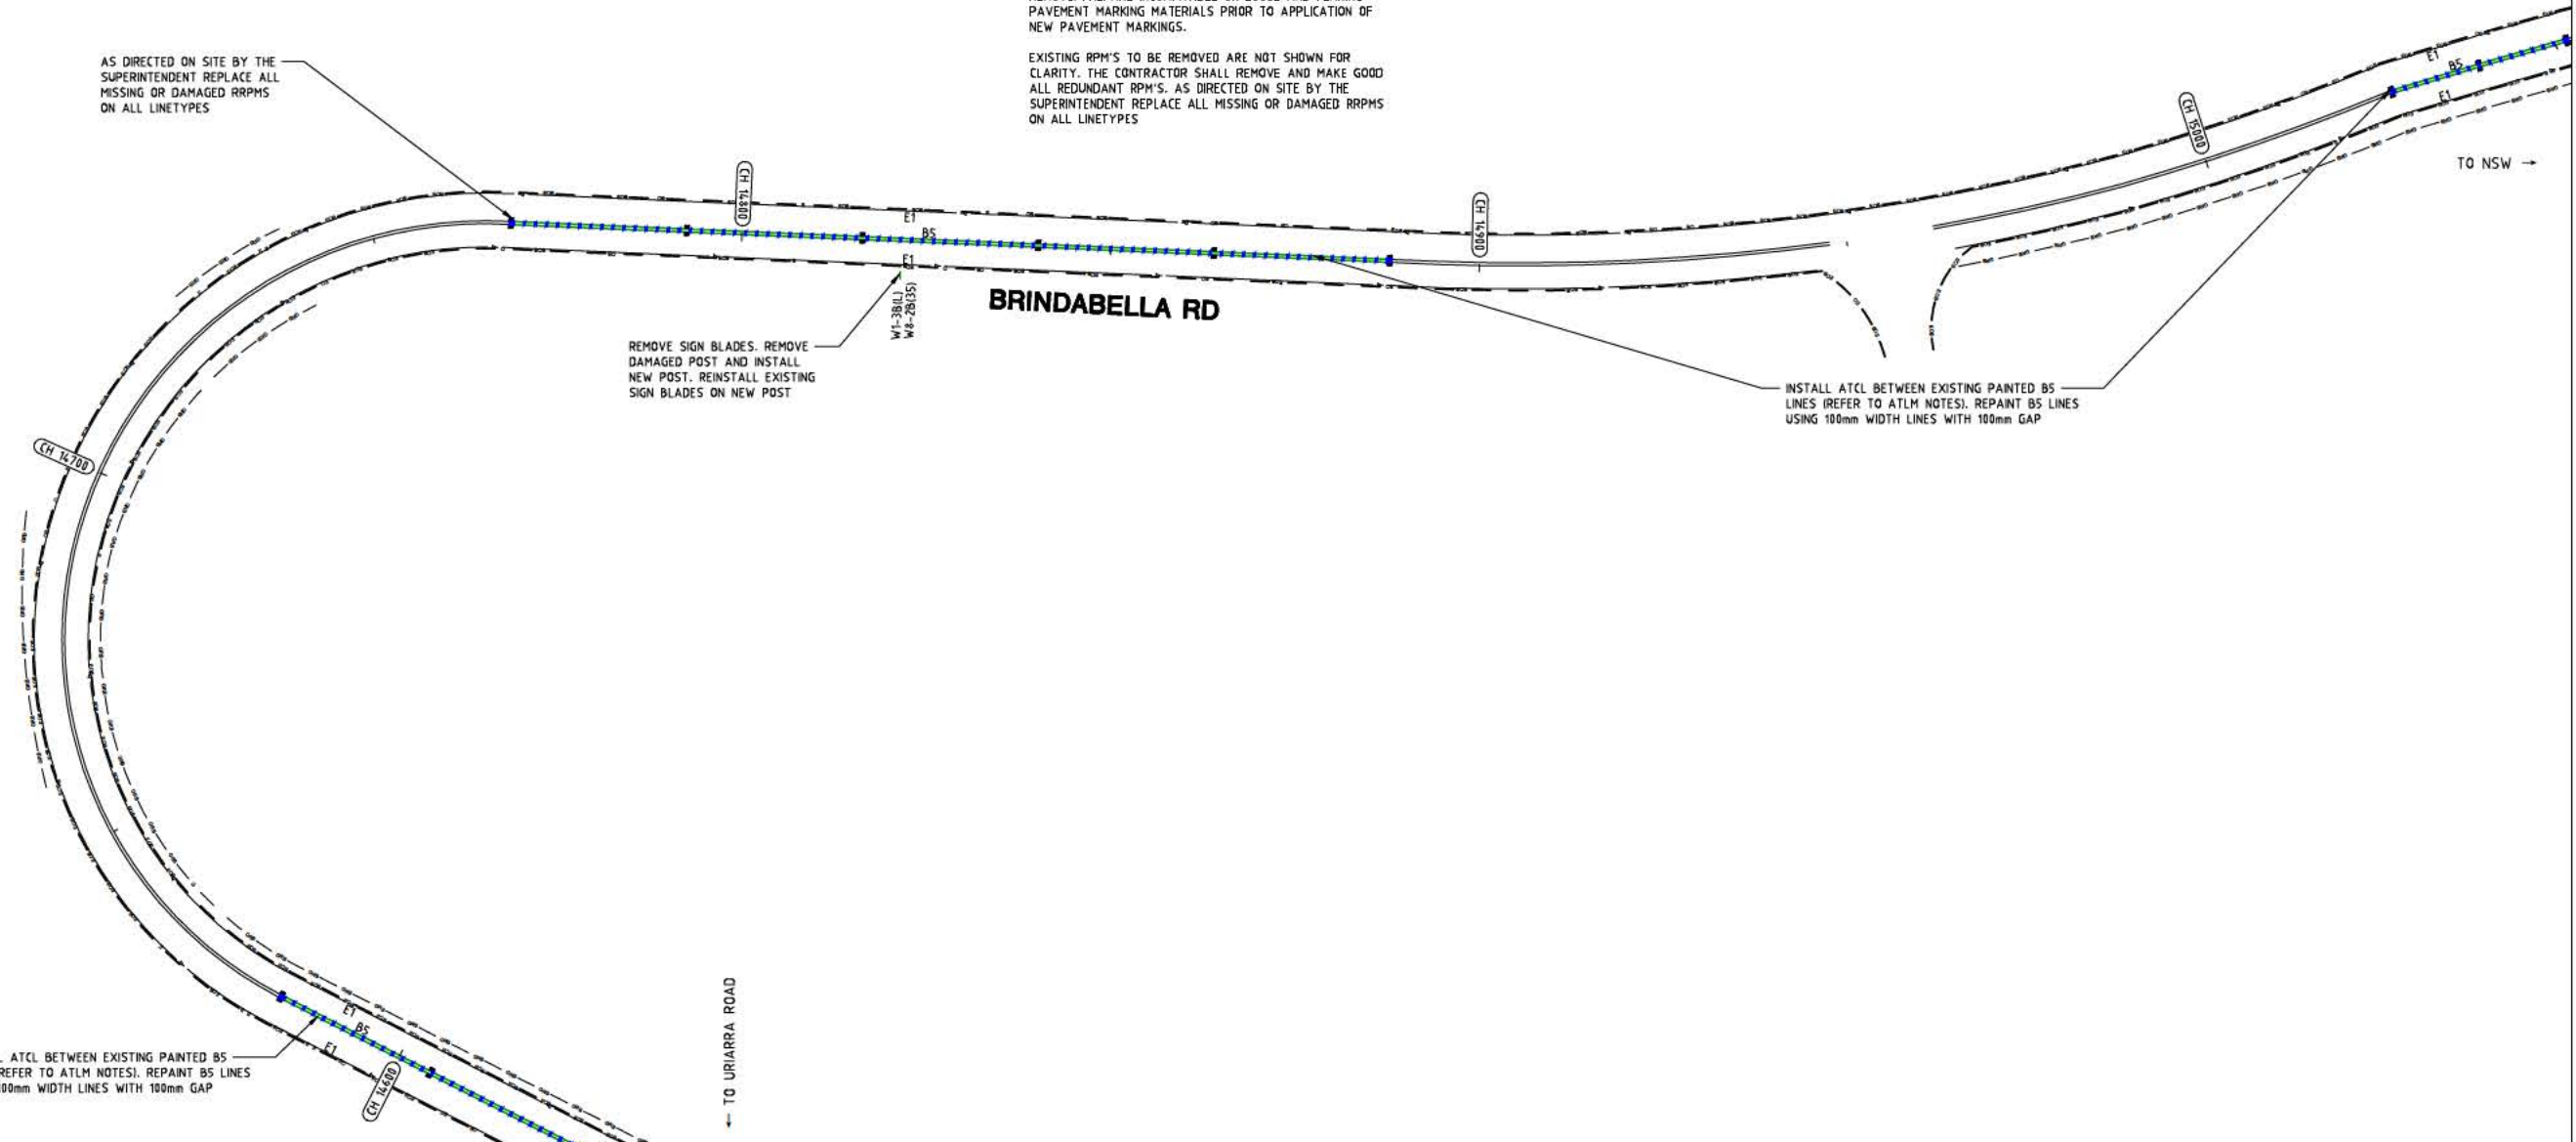 PAVEMENT MARKING MATERIALS PRIOR TO APPLICATION OF
NEW PAVEMENT MARKINGS.
EXISTING RPM'S TO BE REMOVED ARE NOT SHOWN FOR
CLARITY. THE CONTRACTOR SHALL REMOVE AND MAKE GOOD
ALL REDUNDANT RPM'S. AS DIRECTED ON SITE BY THE
SUPERINTENDENT REPLACE ALL MISSING OR DAMAGED RRPMS
ON ALL LINETYPES
AS DIRECTED ON SITE BY THE
SUPERINTENDENT REPLACE ALL
MISSING OR DAMAGED RRPMS
ON ALL LINETYPES
E1
B5
E1
CH 15000
TO NSW →
CH 14800
E1
B5
E1
CH 14900
W1-3B(L)
W8-2B(35)
BRINDABELLA RD
REMOVE SIGN BLADES. REMOVE
DAMAGED POST AND INSTALL
NEW POST. REINSTALL EXISTING
SIGN BLADES ON NEW POST
INSTALL ATCL BETWEEN EXISTING PAINTED B5
LINES (REFER TO ATLM NOTES). REPAINT B5 LINES
USING 100mm WIDTH LINES WITH 100mm GAP
CH 14700
E1
B5
E1
ATCL BETWEEN EXISTING PAINTED B5
REFER TO ATLM NOTES). REPAINT B5 LINES
00mm WIDTH LINES WITH 100mm GAP
CH 14600
← TO URIARRA ROAD